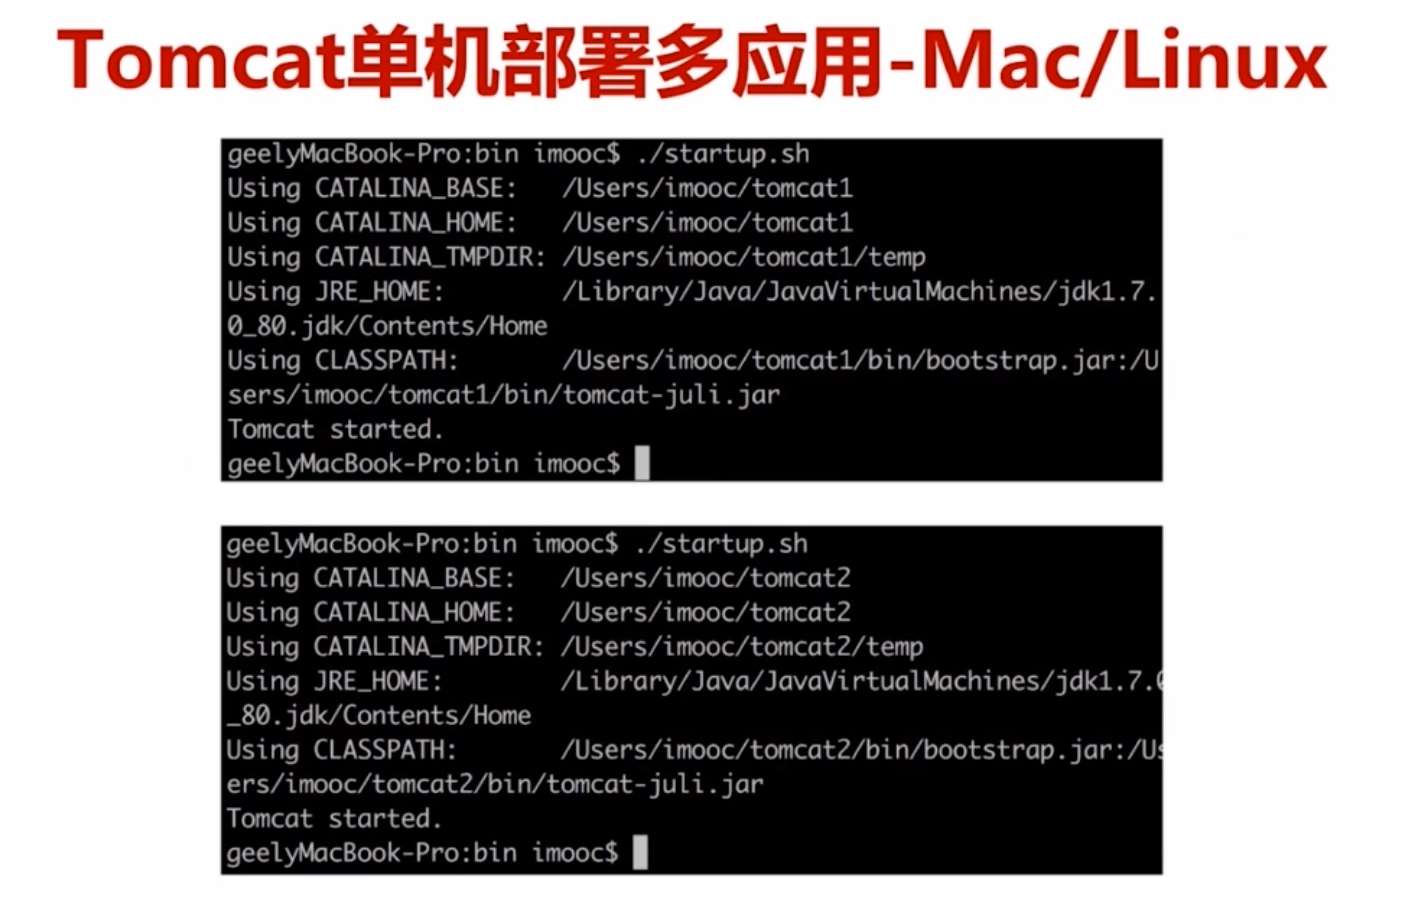 Tomcat单机部署多应用-Mac/Linux
geelyMacBook-Pro:bin imooc$ ./startup.sh
Using CATALINA_BASE:   /Users/imooc/tomcat1
Using CATALINA_HOME:   /Users/imooc/tomcat1
Using CATALINA_TMPDIR: /Users/imooc/tomcat1/temp
Using JRE_HOME:        /Library/Java/JavaVirtualMachines/jdk1.7.
0_80.jdk/Contents/Home
Using CLASSPATH:       /Users/imooc/tomcat1/bin/bootstrap.jar:/U
sers/imooc/tomcat1/bin/tomcat-juli.jar
Tomcat started.
geelyMacBook-Pro:bin imooc$
geelyMacBook-Pro:bin imooc$ ./startup.sh
Using CATALINA_BASE:   /Users/imooc/tomcat2
Using CATALINA_HOME:   /Users/imooc/tomcat2
Using CATALINA_TMPDIR: /Users/imooc/tomcat2/temp
Using JRE_HOME:        /Library/Java/JavaVirtualMachines/jdk1.7.0
_80.jdk/Contents/Home
Using CLASSPATH:       /Users/imooc/tomcat2/bin/bootstrap.jar:/Us
ers/imooc/tomcat2/bin/tomcat-juli.jar
Tomcat started.
geelyMacBook-Pro:bin imooc$